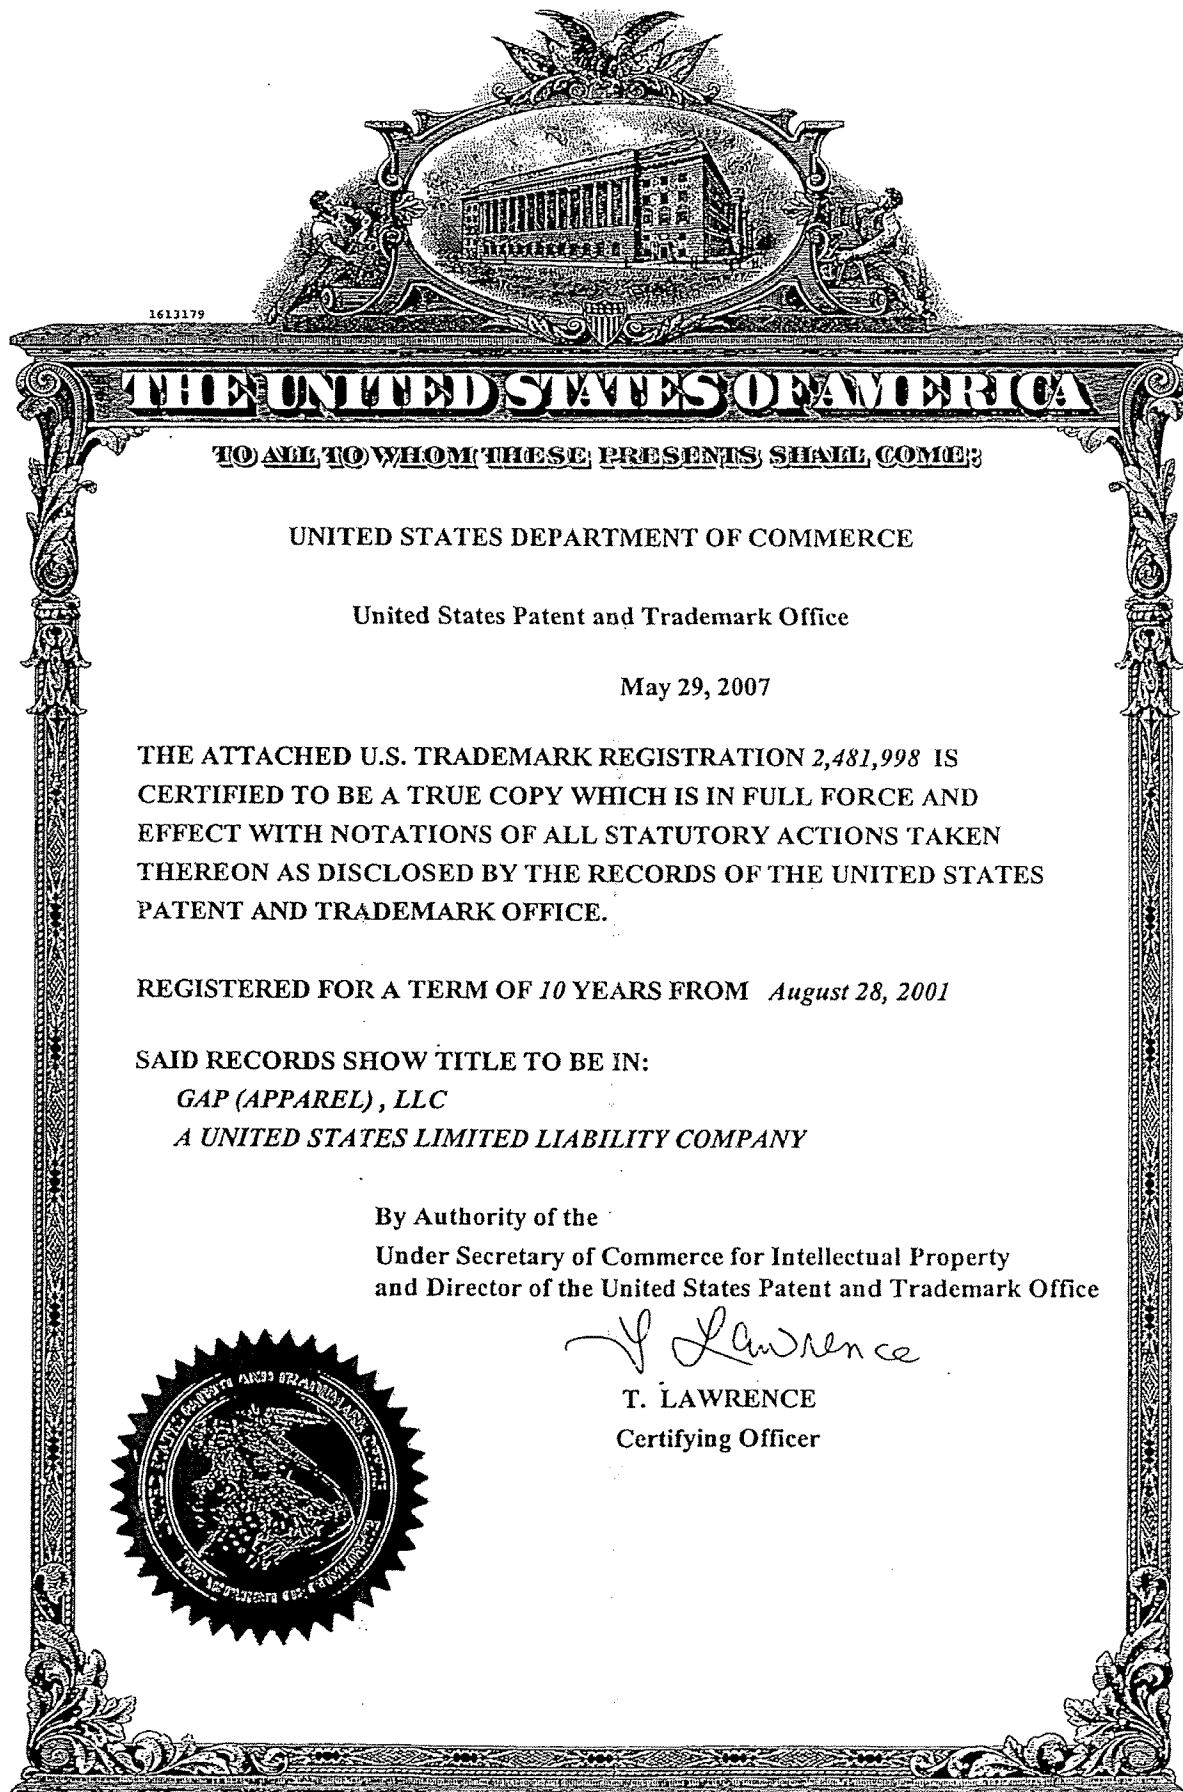 1613179
THE UNITED STATES OF AMERICA
TO ALL TO WHOM THESE PRESENTS SHALL COME:
UNITED STATES DEPARTMENT OF COMMERCE
United States Patent and Trademark Office
May 29, 2007
THE ATTACHED U.S. TRADEMARK REGISTRATION 2,481,998 IS
CERTIFIED TO BE A TRUE COPY WHICH IS IN FULL FORCE AND
EFFECT WITH NOTATIONS OF ALL STATUTORY ACTIONS TAKEN
THEREON AS DISCLOSED BY THE RECORDS OF THE UNITED STATES
PATENT AND TRADEMARK OFFICE.
REGISTERED FOR A TERM OF 10 YEARS FROM August 28, 2001
SAID RECORDS SHOW TITLE TO BE IN:
GAP (APPAREL) , LLC
A UNITED STATES LIMITED LIABILITY COMPANY
By Authority of the
Under Secretary of Commerce for Intellectual Property
and Director of the United States Patent and Trademark Office
T Lawrence
T. LAWRENCE
Certifying Officer
PATENT AND TRADEMARK OFFICE